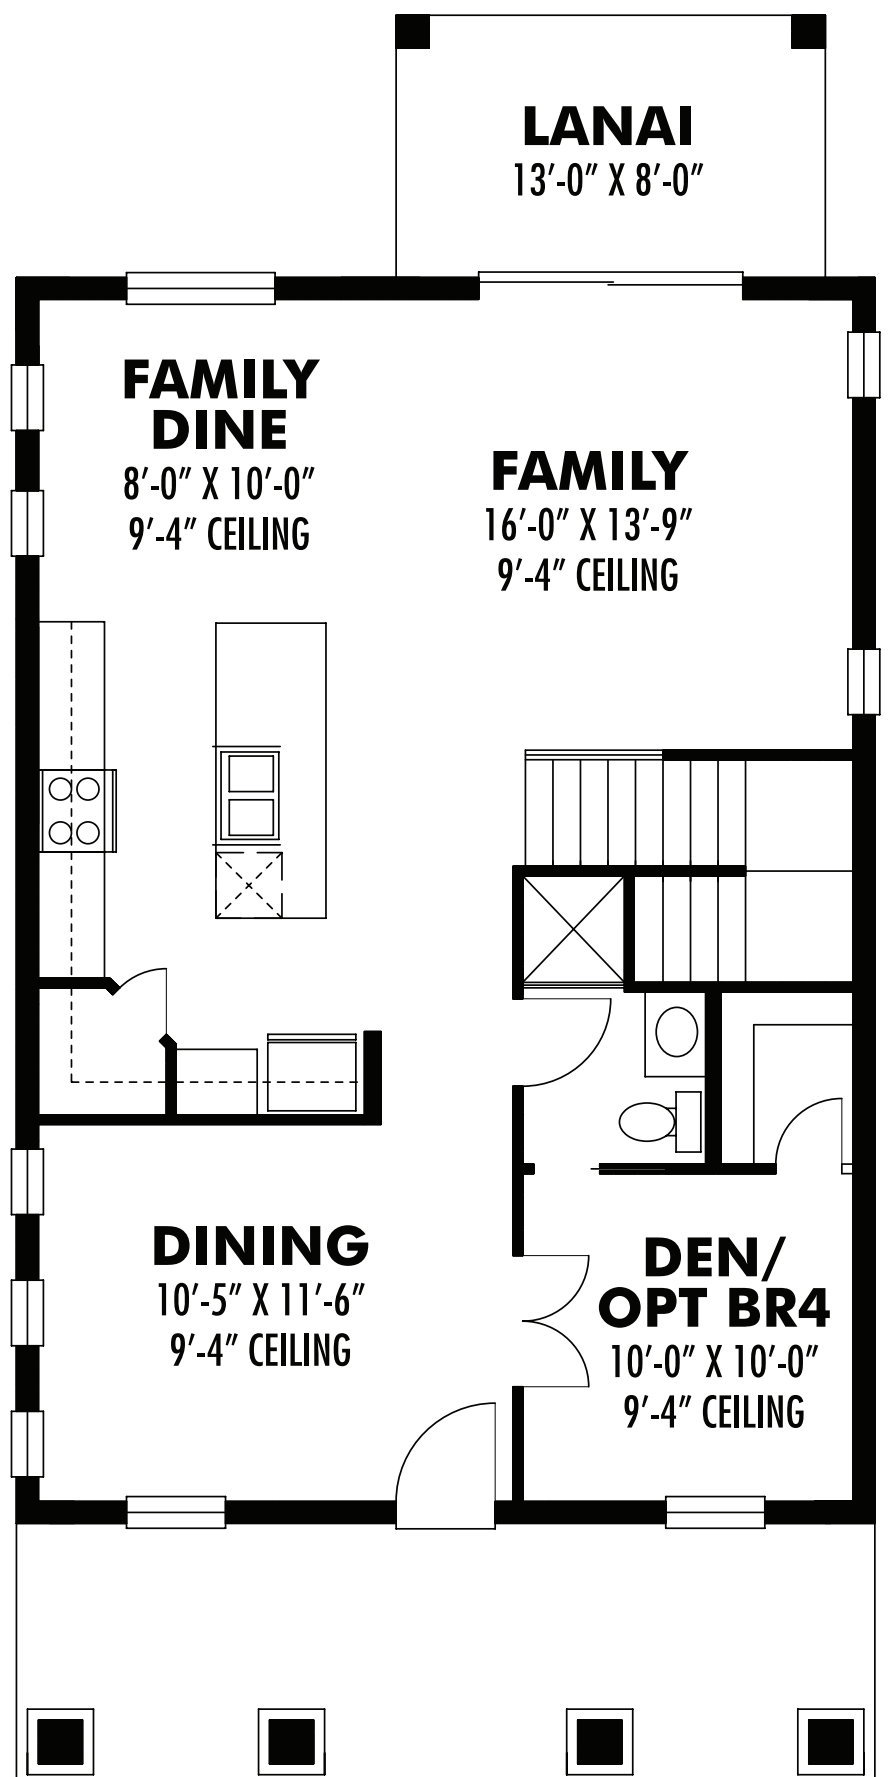 LANAI
13′-0″ X 8′-0″
FAMILY
DINE
8′-0″ X 10′-0″
9′-4″ CEILING
FAMILY
16′-0″ X 13′-9″
9′-4″ CEILING
DINING
10′-5″ X 11′-6″
9′-4″ CEILING
DEN/
OPT BR4
10′-0″ X 10′-0″
9′-4″ CEILING